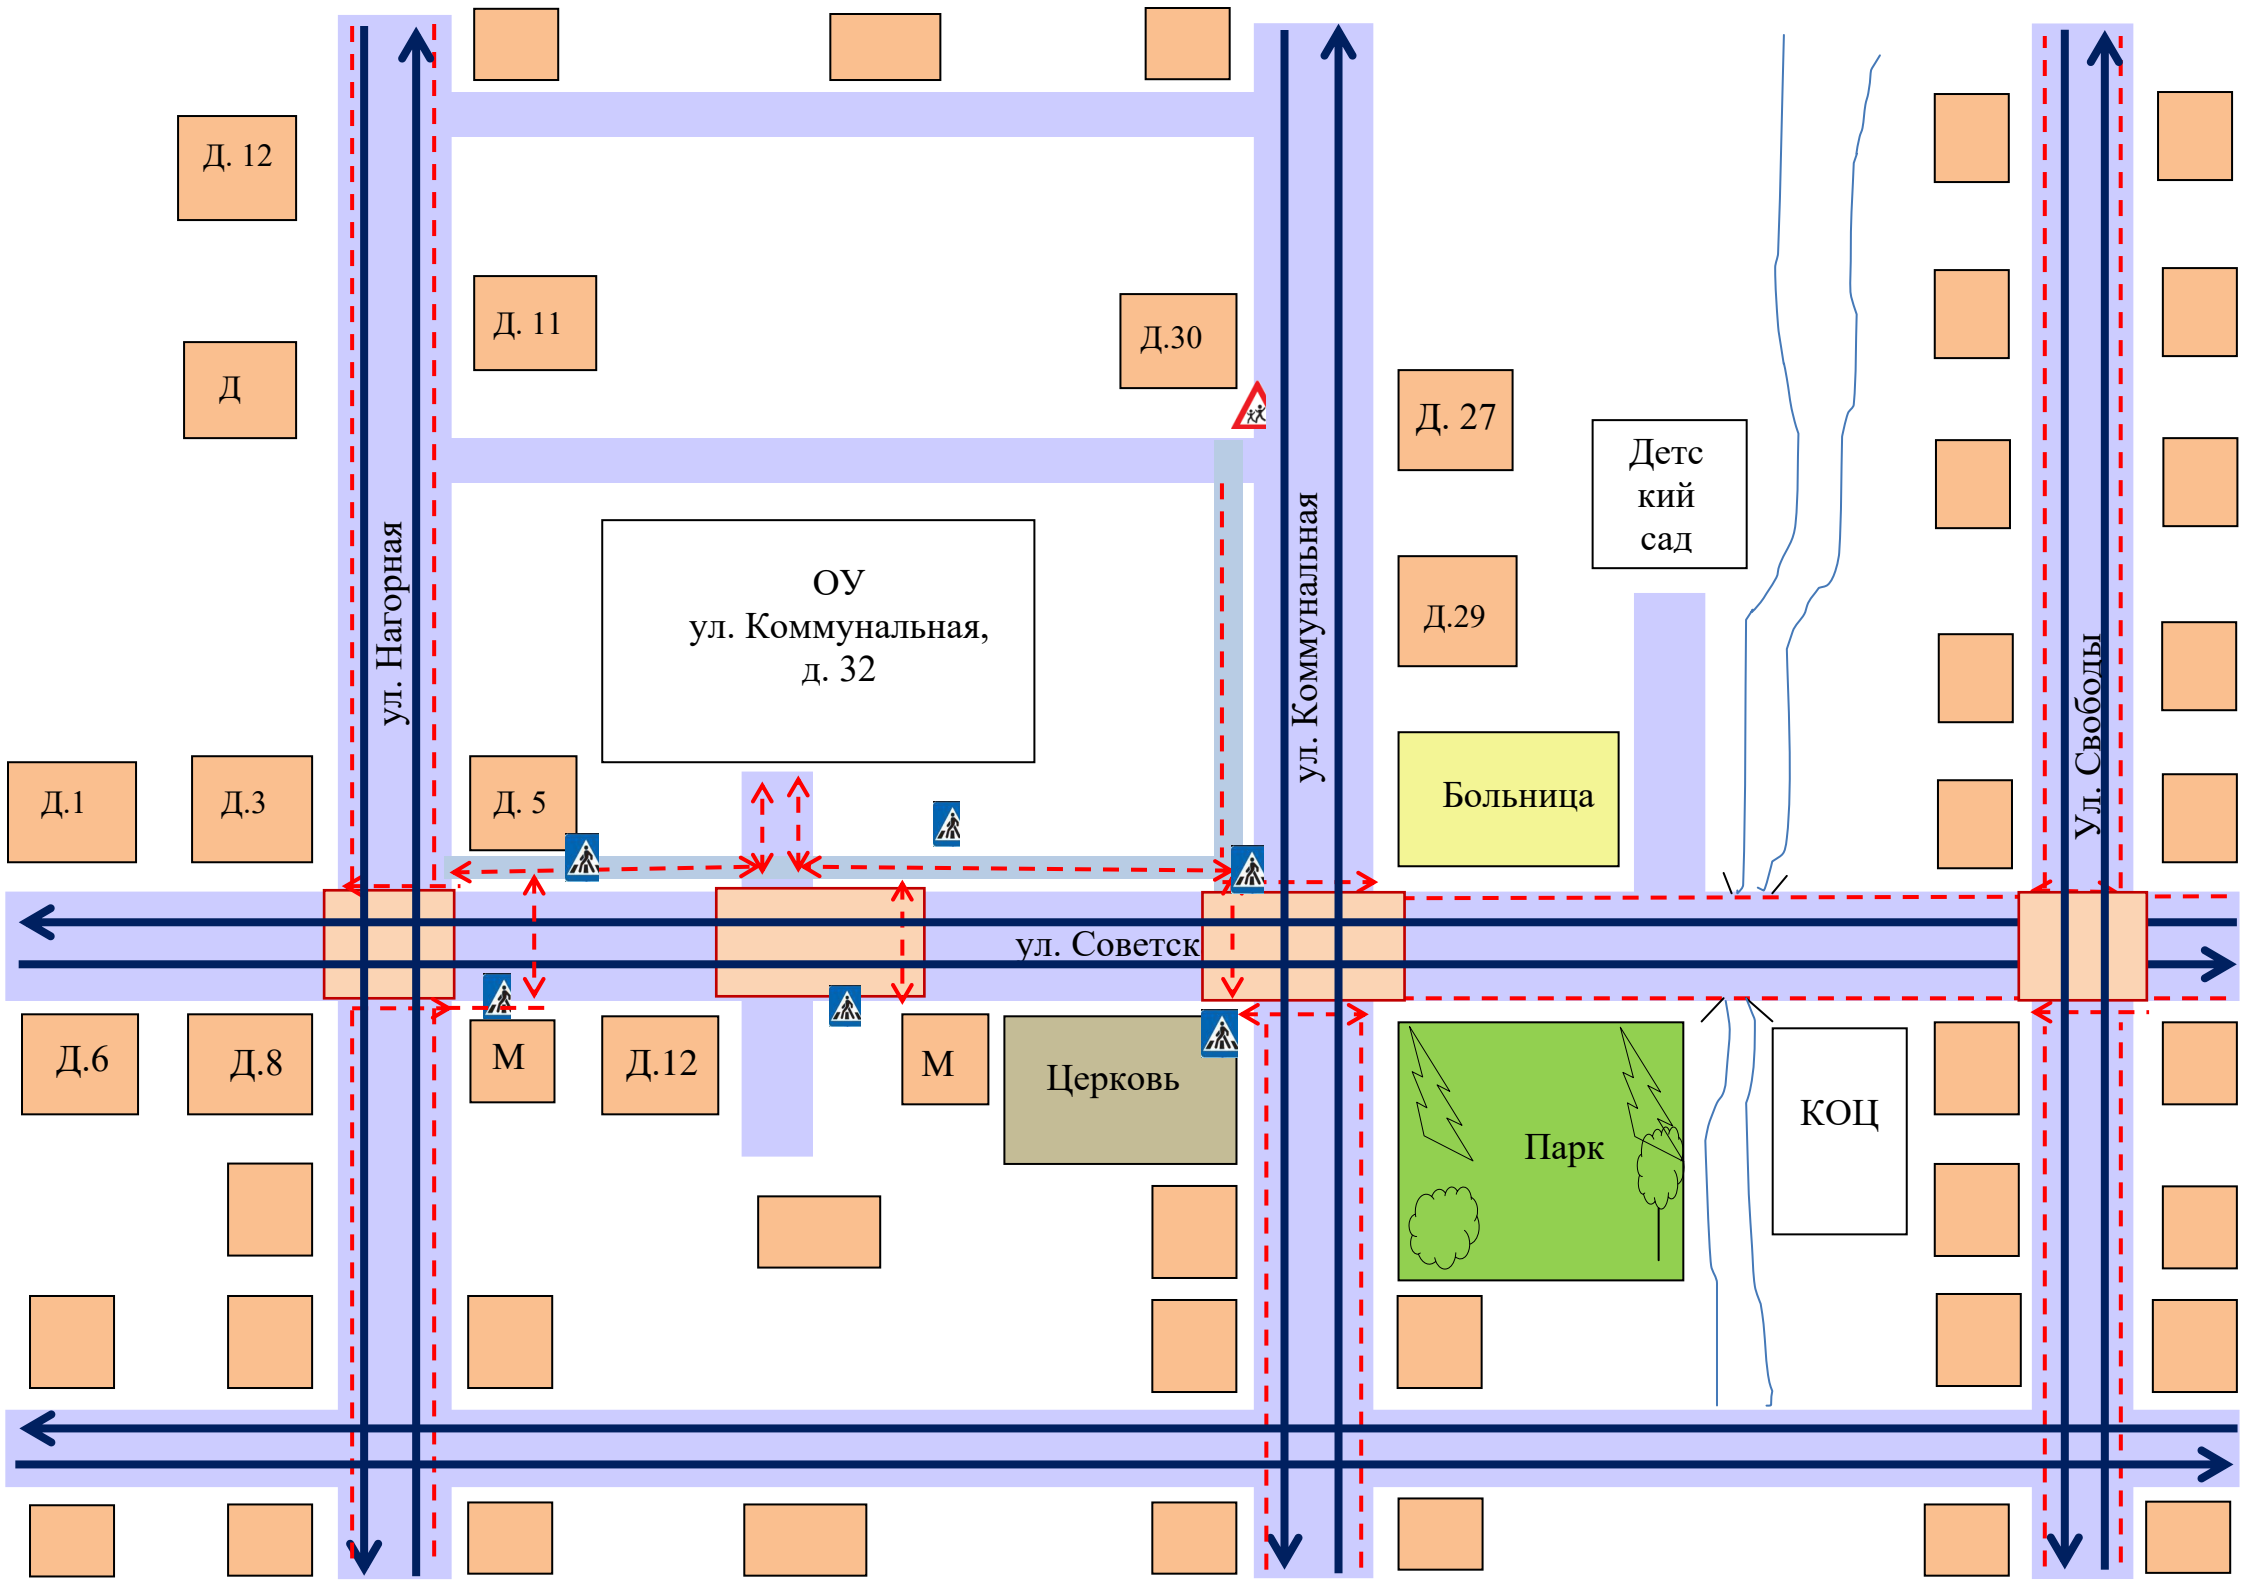 Д. 12
Д. 11
Д.30
Д
Д. 27
Детс
кий
сад
ул. Нагорная
ОУ
ул. Коммунальная,
д. 32
ул. Коммунальная
Д.29
Ул. Свободы
Д.1
Д.3
Д. 5
Больница
ул. Советск
Д.6
Д.8
М
Д.12
М
Церковь
Парк
КОЦ